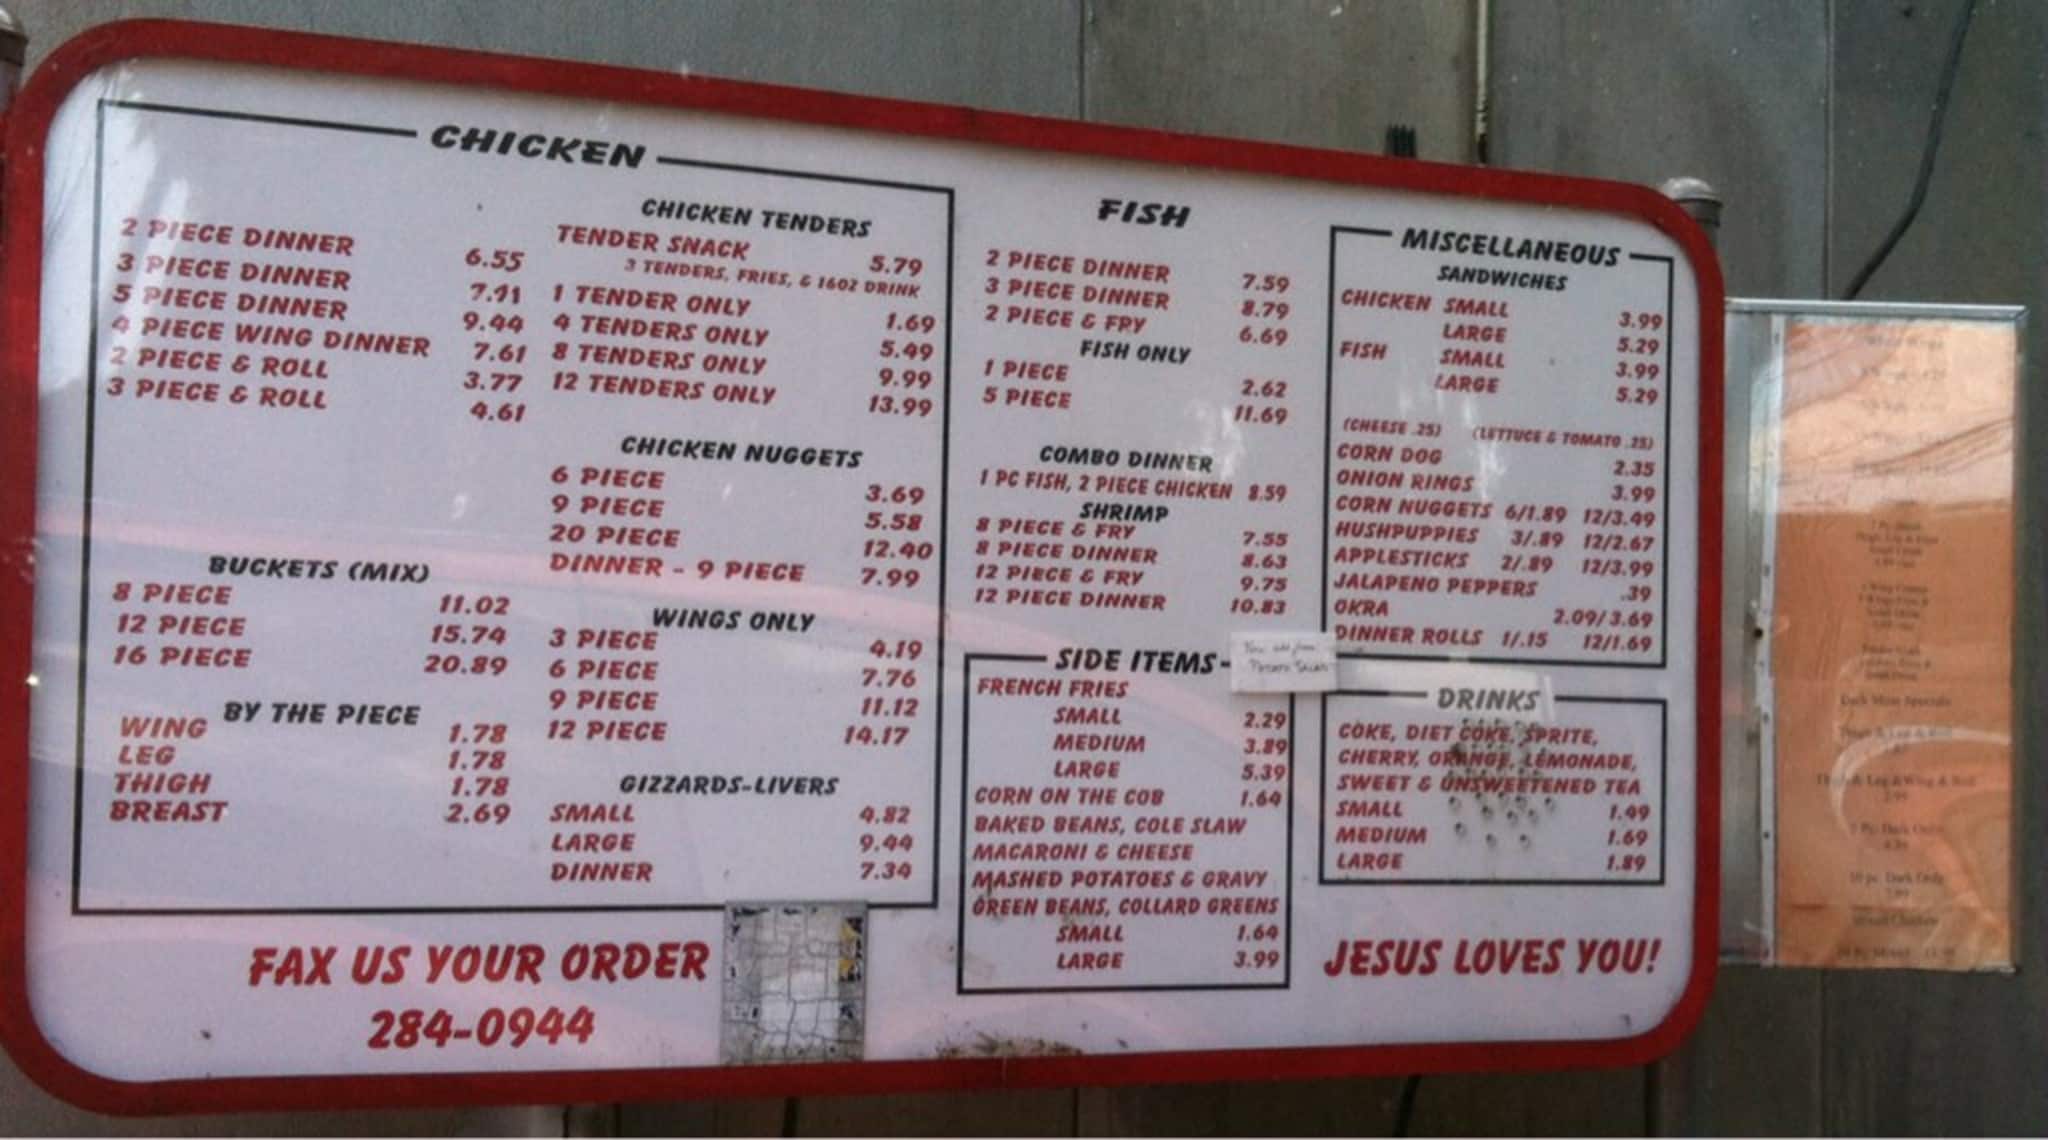 CHICKEN
2 PIECE DINNER 6.55
3 PIECE DINNER 7.91
5 PIECE DINNER 9.44
4 PIECE WING DINNER 7.61
2 PIECE & ROLL 3.77
3 PIECE & ROLL 4.61
BUCKETS (MIX)
8 PIECE 11.02
12 PIECE 15.74
16 PIECE 20.89
BY THE PIECE
WING 1.78
LEG 1.78
THIGH 1.78
BREAST 2.69
CHICKEN TENDERS
TENDER SNACK 5.79
3 TENDERS, FRIES, & 16OZ DRINK
1 TENDER ONLY 1.69
4 TENDERS ONLY 5.49
8 TENDERS ONLY 9.99
12 TENDERS ONLY 13.99
CHICKEN NUGGETS
6 PIECE 3.69
9 PIECE 5.58
20 PIECE 12.40
DINNER - 9 PIECE 7.99
WINGS ONLY
3 PIECE 4.19
6 PIECE 7.76
9 PIECE 11.12
12 PIECE 14.17
GIZZARDS-LIVERS
SMALL 4.82
LARGE 9.44
DINNER 7.34
FAX US YOUR ORDER
284-0944
FISH
2 PIECE DINNER 7.59
3 PIECE DINNER 8.79
2 PIECE & FRY 6.69
FISH ONLY
1 PIECE 2.62
5 PIECE 11.69
COMBO DINNER
1 PC FISH, 2 PIECE CHICKEN 8.59
SHRIMP
8 PIECE & FRY 7.55
8 PIECE DINNER 8.63
12 PIECE & FRY 9.75
12 PIECE DINNER 10.83
SIDE ITEMS
FRENCH FRIES
SMALL 2.29
MEDIUM 3.89
LARGE 5.39
CORN ON THE COB 1.64
BAKED BEANS, COLE SLAW
MACARONI & CHEESE
MASHED POTATOES & GRAVY
GREEN BEANS, COLLARD GREENS
SMALL 1.64
LARGE 3.99
MISCELLANEOUS
SANDWICHES
CHICKEN SMALL 3.99
LARGE 5.29
FISH SMALL 3.99
LARGE 5.29
(CHEESE .25) (LETTUCE & TOMATO .25)
CORN DOG 2.35
ONION RINGS 3.99
CORN NUGGETS 6/1.89 12/3.49
HUSHPUPPIES 3/.89 12/2.67
APPLESTICKS 2/.89 12/3.99
JALAPENO PEPPERS .39
OKRA 2.09/3.69
DINNER ROLLS 1/.15 12/1.69
DRINKS
COKE, DIET COKE, SPRITE,
CHERRY, ORANGE, LEMONADE,
SWEET & UNSWEETENED TEA
SMALL 1.49
MEDIUM 1.69
LARGE 1.89
JESUS LOVES YOU!
Dark Meat Specials